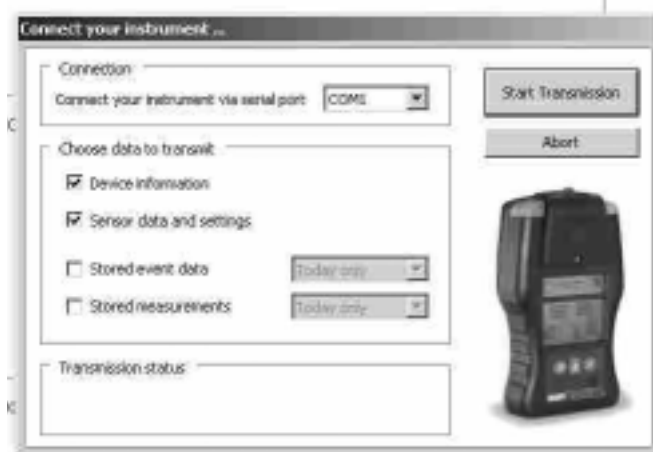 Connect your instrument ...
Connection
Connect your instrument via serial port COM1
Start Transmission
Abort
Choose data to transmit
Device information
Sensor data and settings
Stored event data Today only
Stored measurements Today only
Transmission status